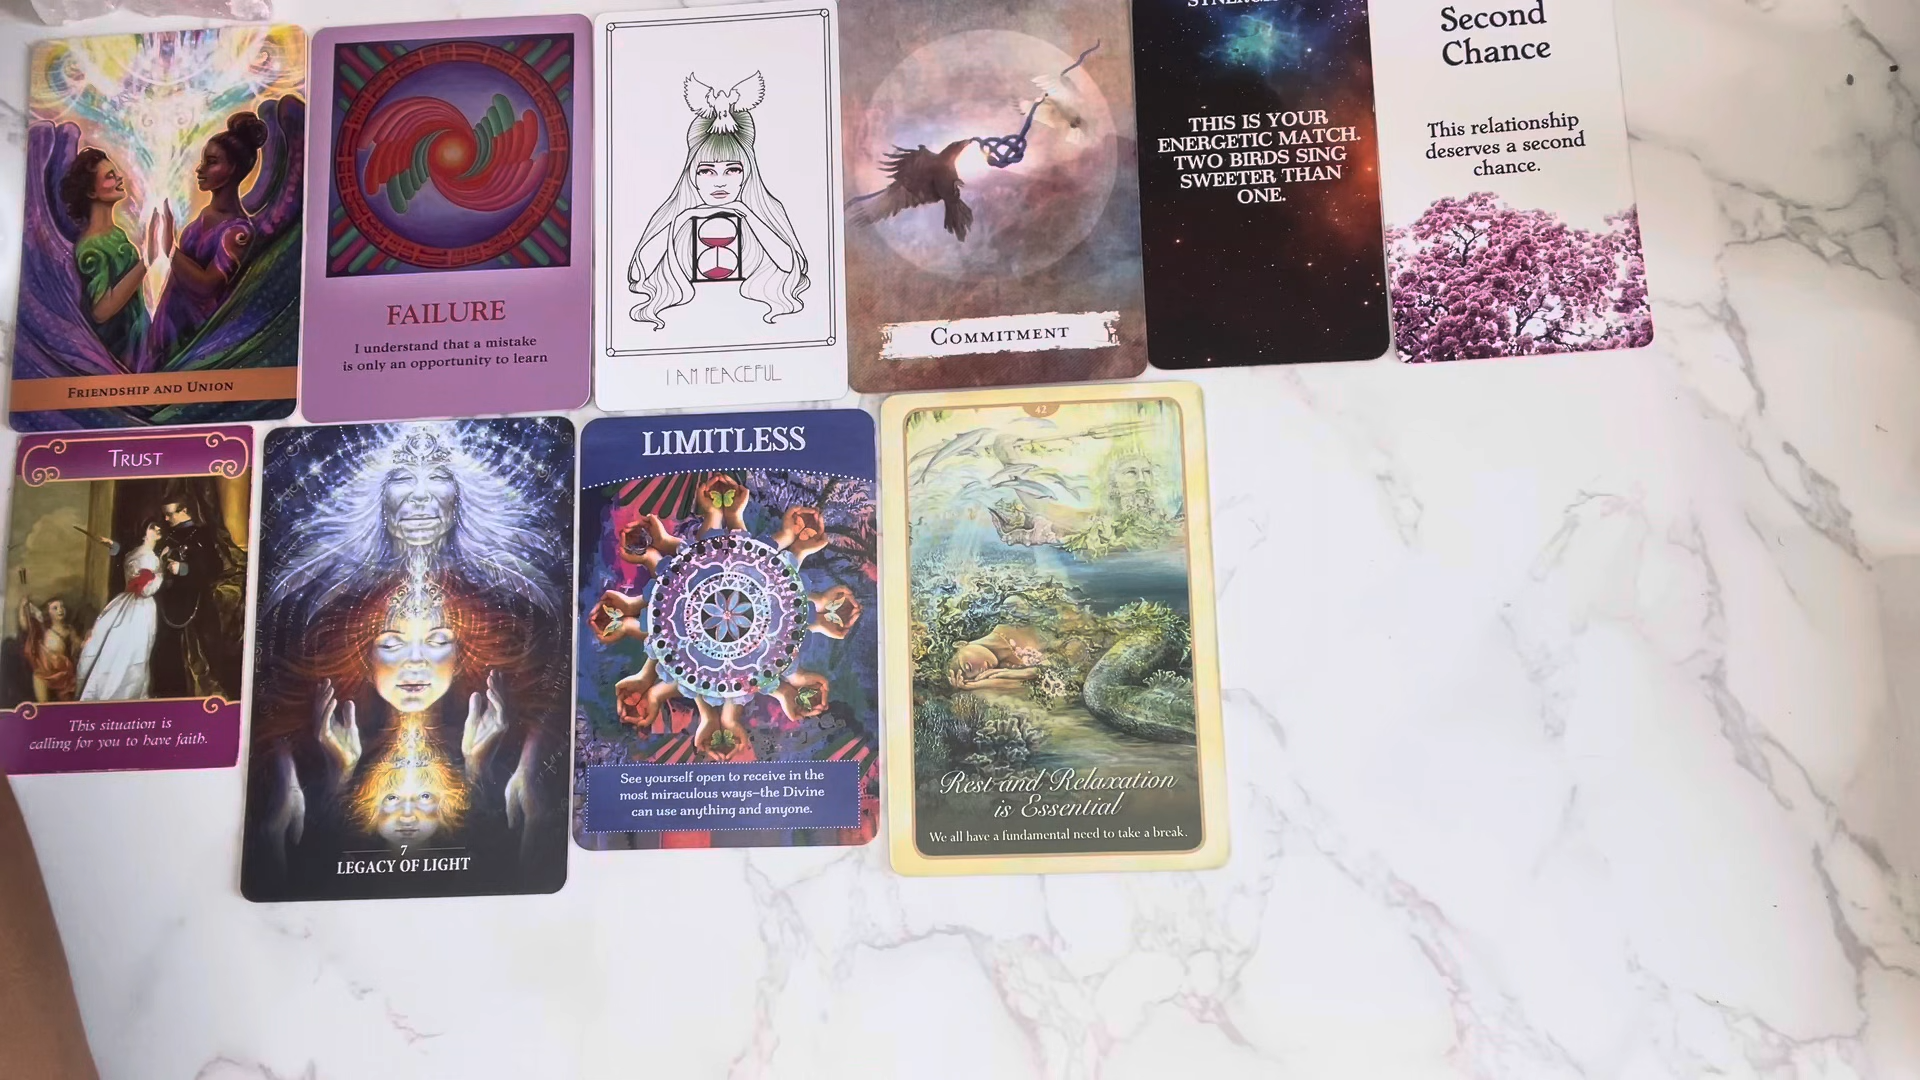 FRIENDSHIP AND UNION
FAILURE
I understand that a mistake
is only an opportunity to learn
I AM PEACEFUL
COMMITMENT
THIS IS YOUR
ENERGETIC MATCH.
TWO BIRDS SING
SWEETER THAN
ONE.
Second
Chance
This relationship
deserves a second
chance.
TRUST
This situation is
calling for you to have faith.
7
LEGACY OF LIGHT
LIMITLESS
See yourself open to receive in the
most miraculous ways—the Divine
can use anything and anyone.
42
Rest and Relaxation
is Essential
We all have a fundamental need to take a break.